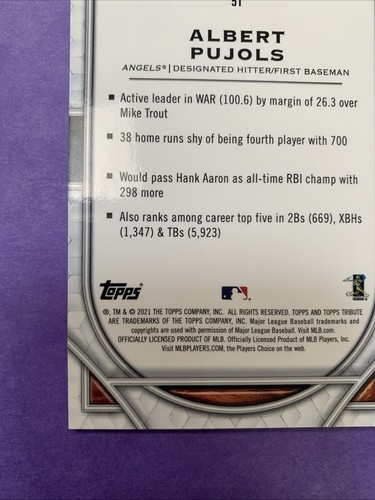 51
ALBERT
PUJOLS
ANGELS® | DESIGNATED HITTER/FIRST BASEMAN
■ Active leader in WAR (100.6) by margin of 26.3 over
Mike Trout
■ 38 home runs shy of being fourth player with 700
■ Would pass Hank Aaron as all-time RBI champ with
298 more
■ Also ranks among career top five in 2Bs (669), XBHs
(1,347) & TBs (5,923)
topps
®, TM & © 2021 THE TOPPS COMPANY, INC. ALL RIGHTS RESERVED. TOPPS AND TOPPS TRIBUTE
ARE TRADEMARKS OF THE TOPPS COMPANY, INC. Major League Baseball trademarks and
copyrights are used with permission of Major League Baseball. Visit MLB.com.
OFFICIALLY LICENSED PRODUCT OF MLB. Officially Licensed Product of MLB Players, Inc.
Visit MLBPLAYERS.COM, the Players Choice on the web.